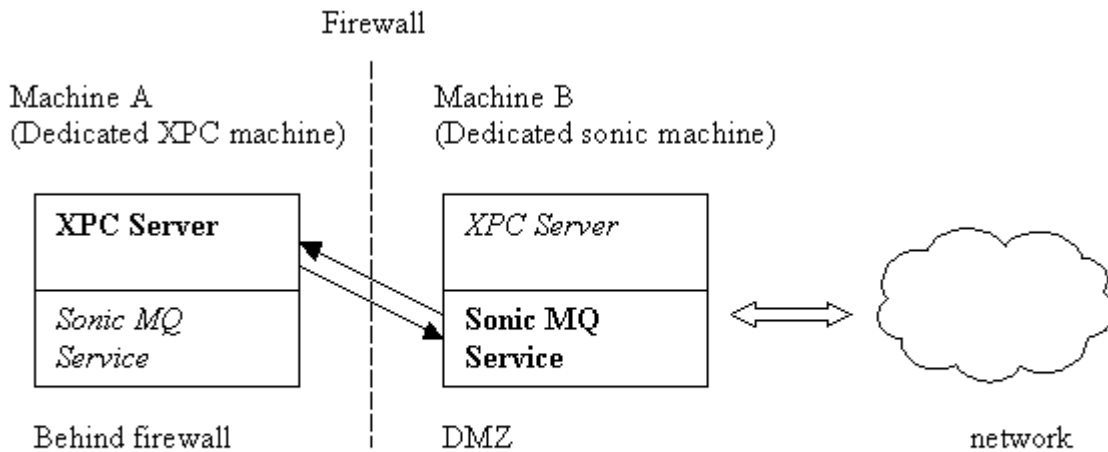 Firewall
Machine A
(Dedicated XPC machine)
Machine B
(Dedicated sonic machine)
XPC Server
Sonic MQ
Service
XPC Server
Sonic MQ
Service
Behind firewall
DMZ
network